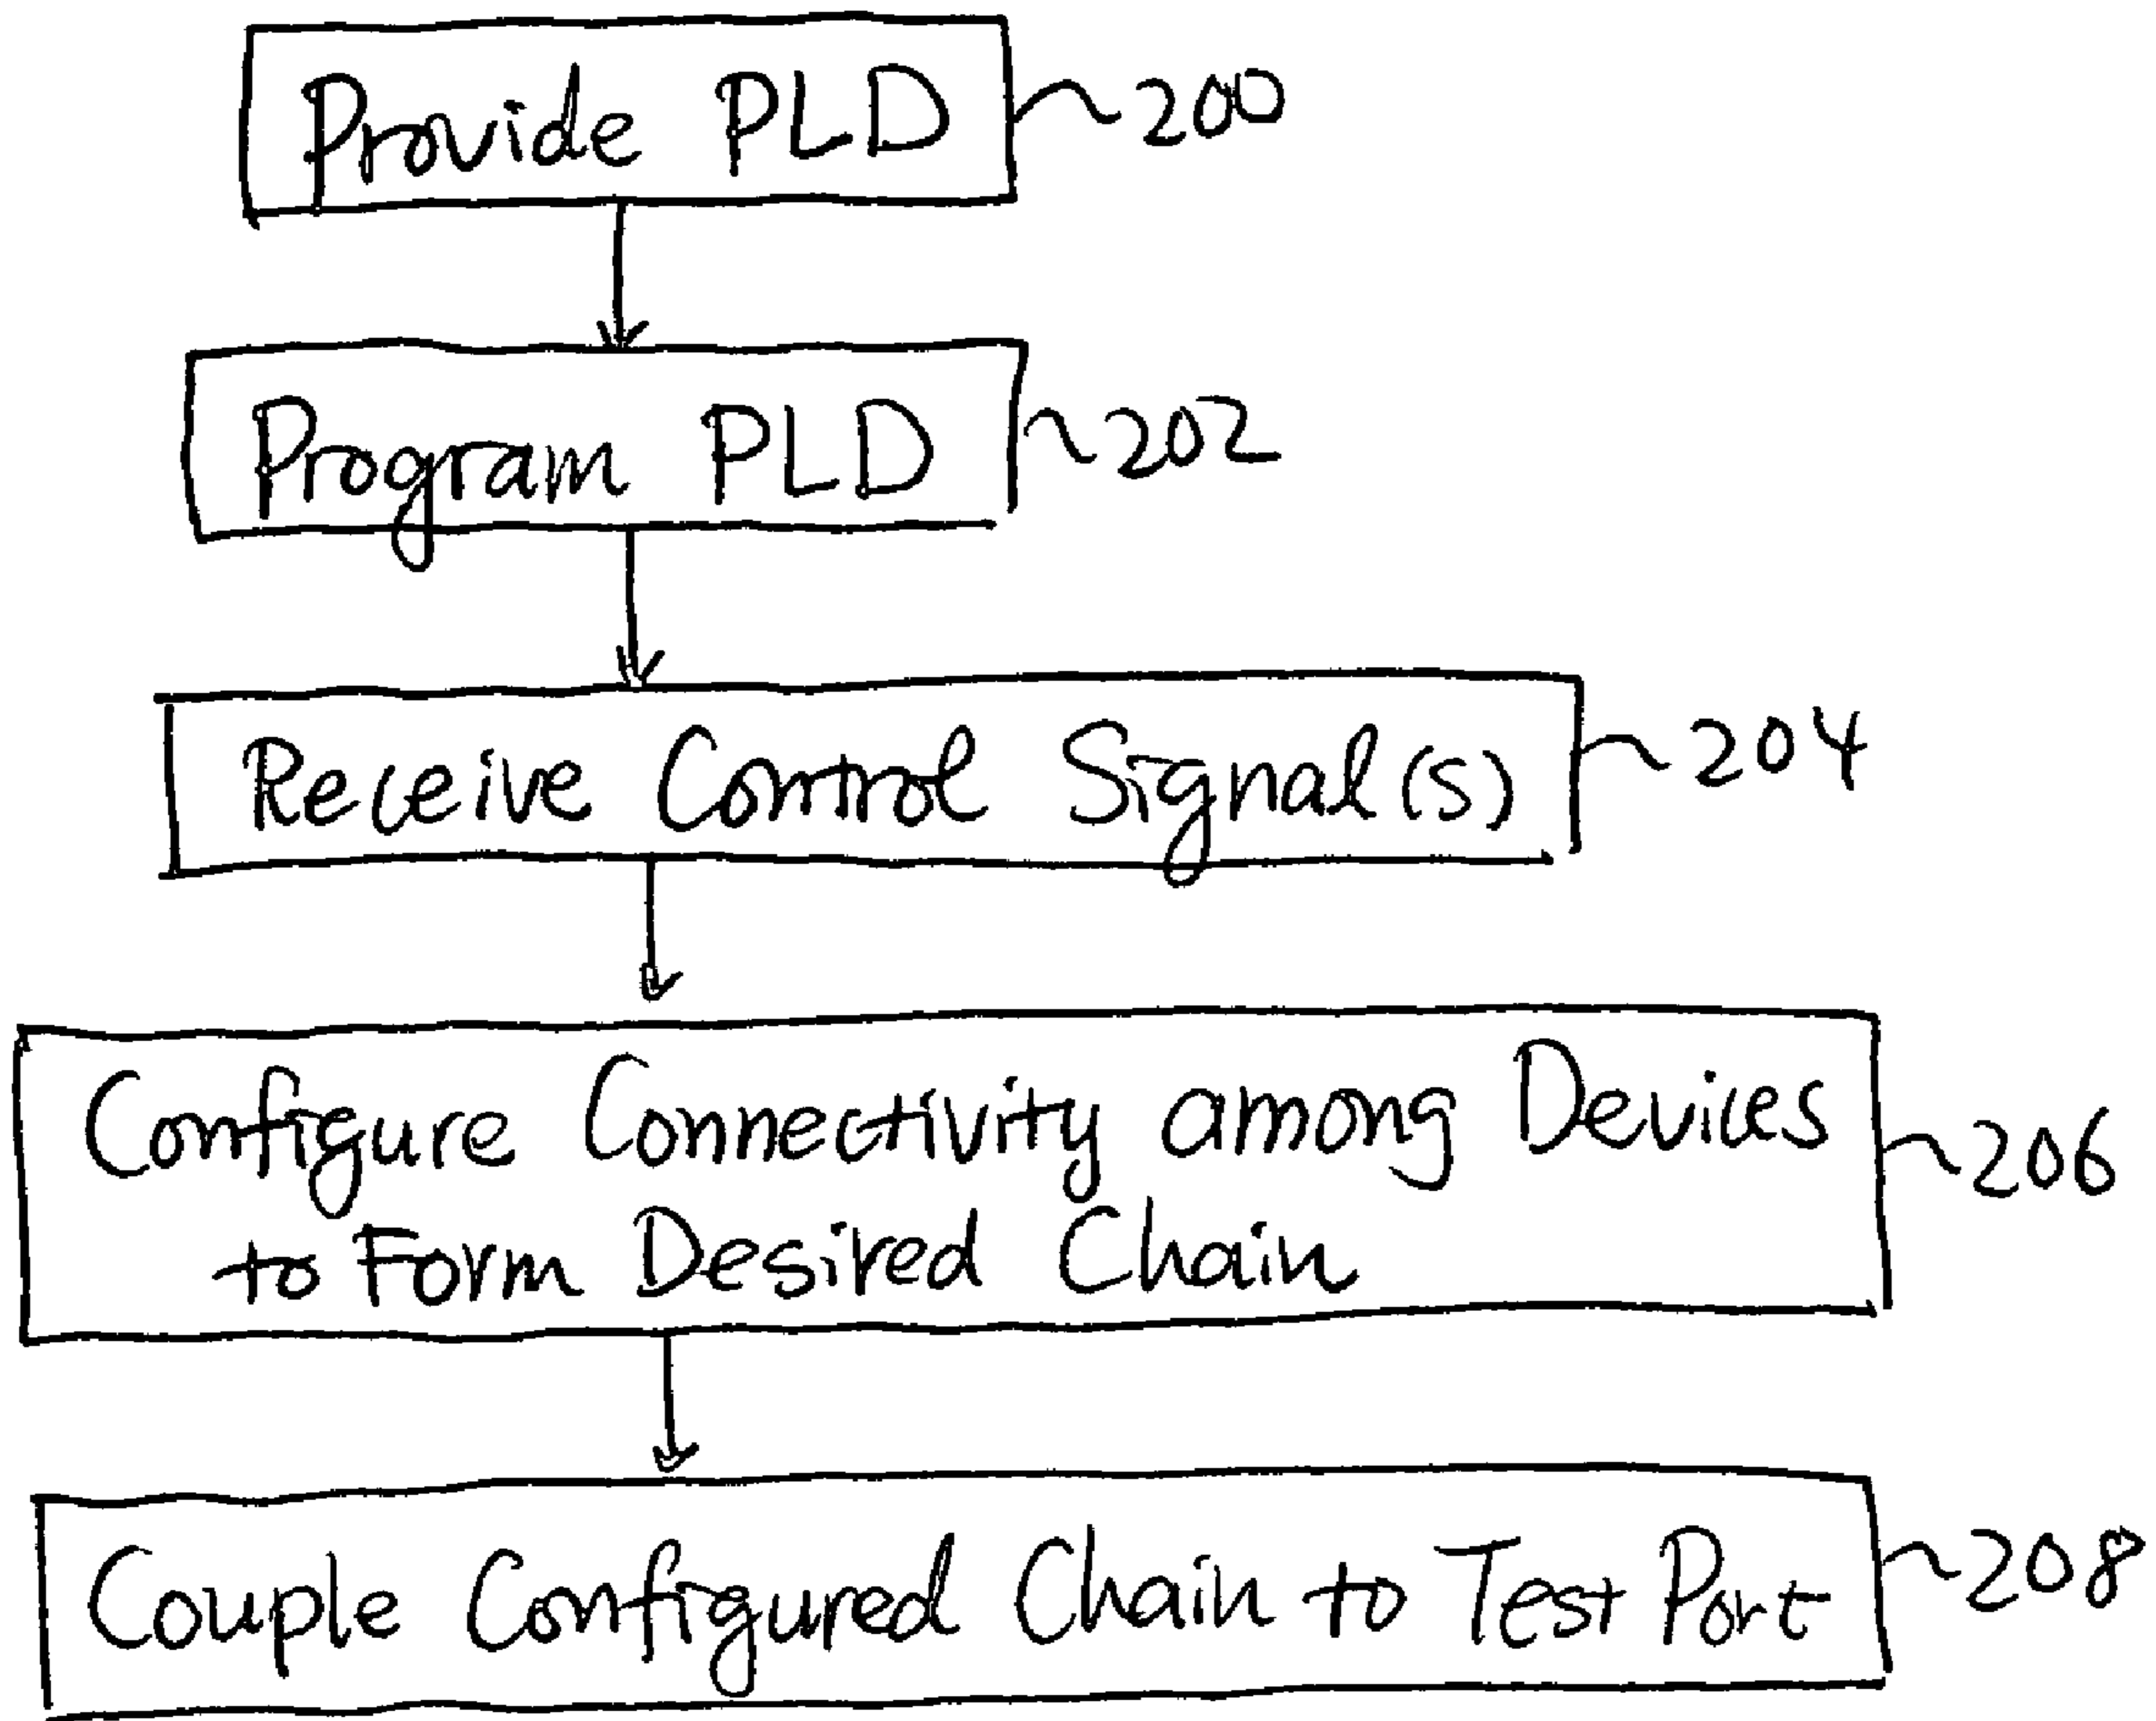 Provide PLD 200
Program PLD 202
Receive Control Signal(s) 204
Configure Connectivity among Devices 206
to Form Desired Chain
Couple Configured Chain to Test Port 208